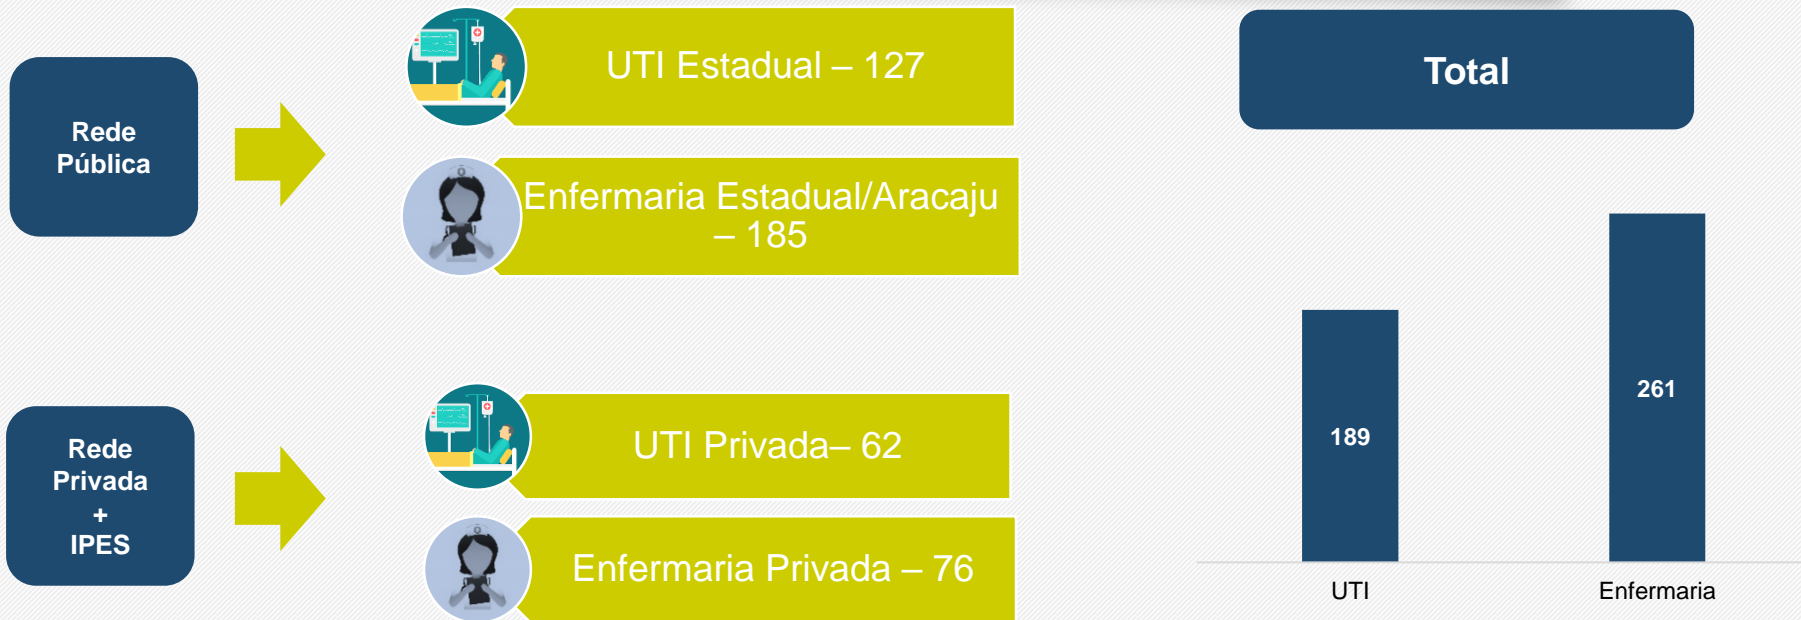 Rede
Pública
UTI Estadual – 127
Enfermaria Estadual/Aracaju
– 185
Rede
Privada
+
IPES
UTI Privada– 62
Enfermaria Privada – 76
Total
189
261
UTI
Enfermaria